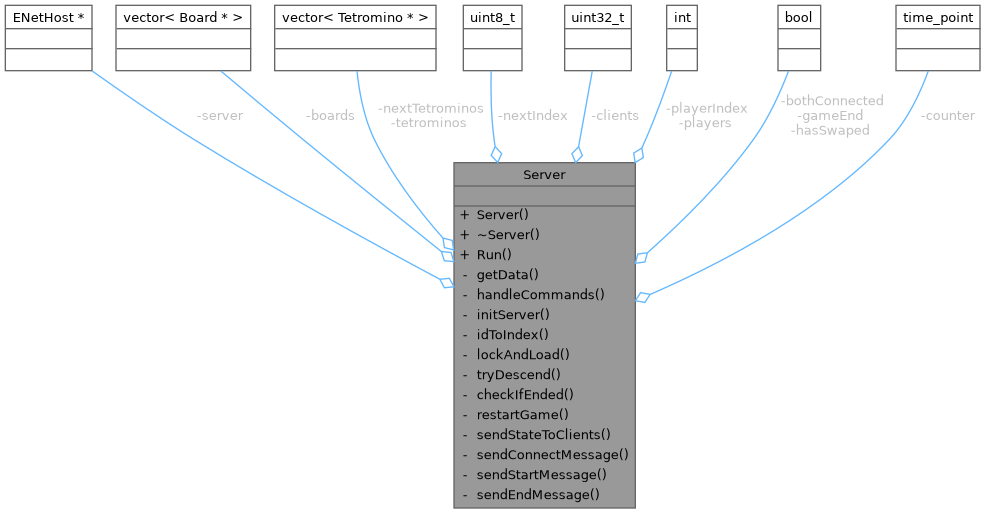 ENetHost *
vector< Board * >
vector< Tetromino * >
uint8_t
uint32_t
int
bool
time_point
-server
-boards
-nextTetrominos
-tetrominos
-nextIndex
-clients
-playerIndex
-players
-bothConnected
-gameEnd
-hasSwaped
-counter
Server
+ Server()
+ ~Server()
+ Run()
- getData()
- handleCommands()
- initServer()
- idToIndex()
- lockAndLoad()
- tryDescend()
- checkIfEnded()
- restartGame()
- sendStateToClients()
- sendConnectMessage()
- sendStartMessage()
- sendEndMessage()